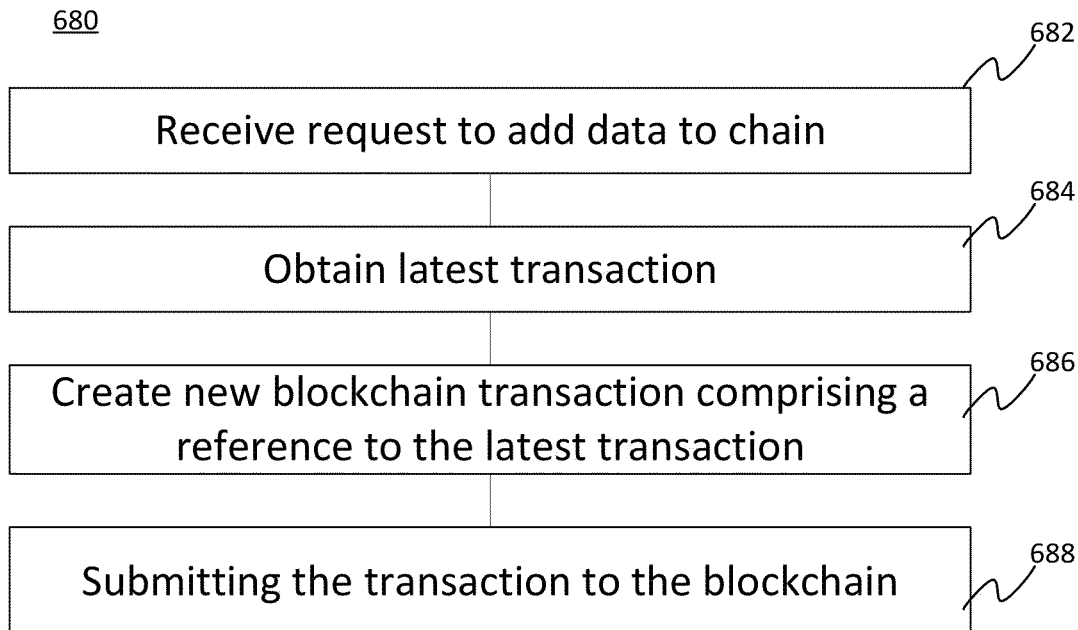 680
682
Receive request to add data to chain
684
Obtain latest transaction
686
Create new blockchain transaction comprising a
reference to the latest transaction
688
Submitting the transaction to the blockchain